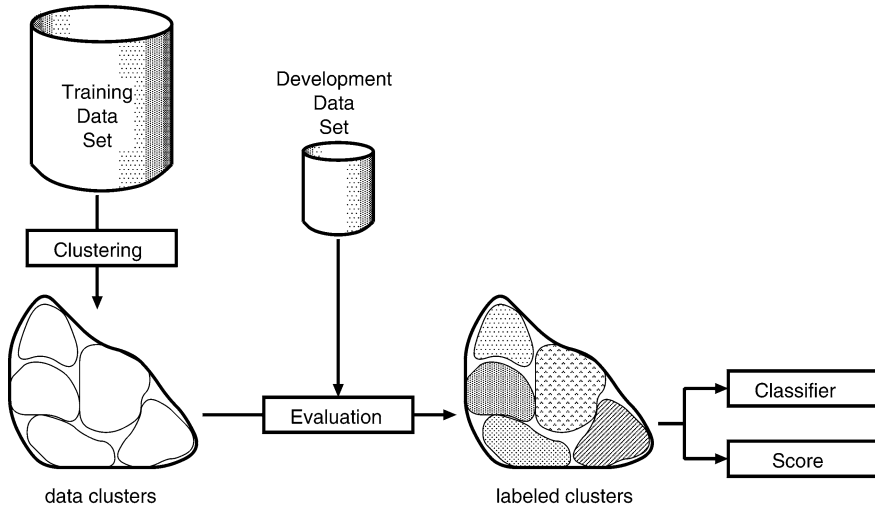 Training
Data
Set
Development
Data
Set
Clustering
Evaluation
Classifier
Score
data clusters
labeled clusters